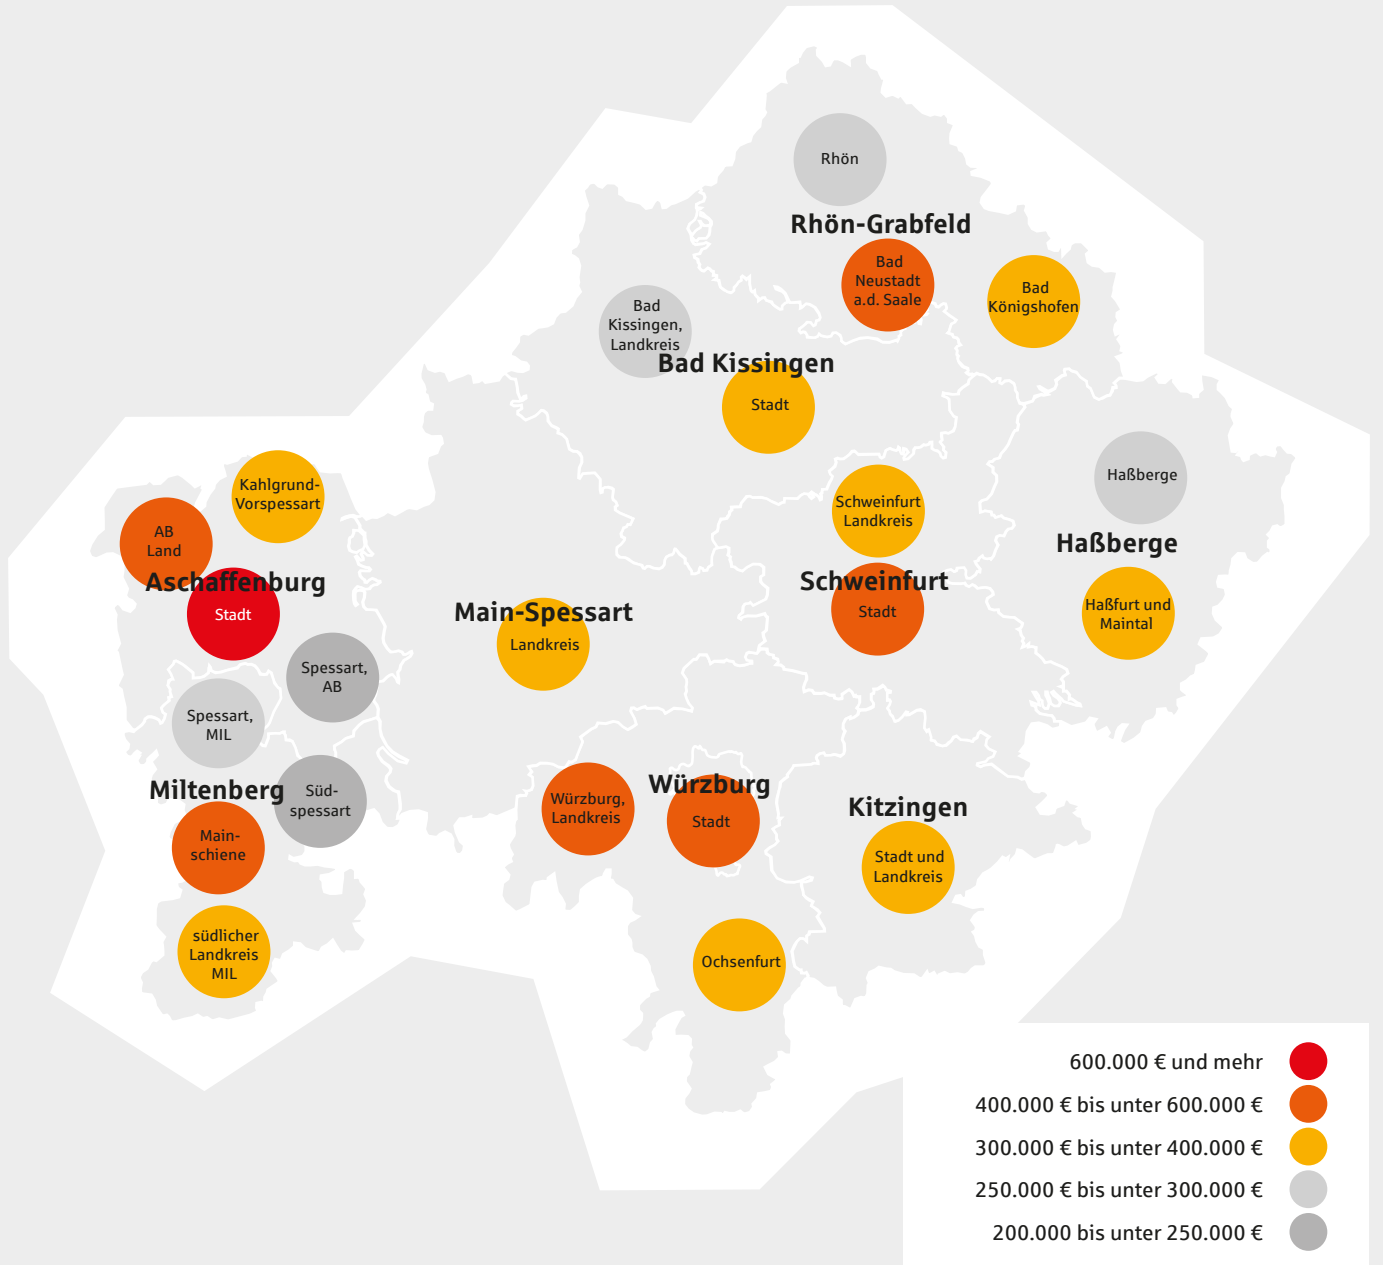 Rhön
Rhön-Grabfeld
Bad
Neustadt
a.d. Saale
Bad
Königshofen
Bad
Kissingen,
Landkreis
Bad Kissingen
Stadt
Haßberge
Haßberge
Haßfurt und
Maintal
Schweinfurt
Landkreis
Schweinfurt
Stadt
Kahlgrund-
Vorspessart
AB
Land
Aschaffenburg
Stadt
Spessart,
AB
Main-Spessart
Landkreis
Spessart,
MIL
Miltenberg
Süd-
spessart
Main-
schiene
südlicher
Landkreis
MIL
Würzburg,
Landkreis
Würzburg
Stadt
Ochsenfurt
Kitzingen
Stadt und
Landkreis
600.000 € und mehr
400.000 € bis unter 600.000 €
300.000 € bis unter 400.000 €
250.000 € bis unter 300.000 €
200.000 bis unter 250.000 €